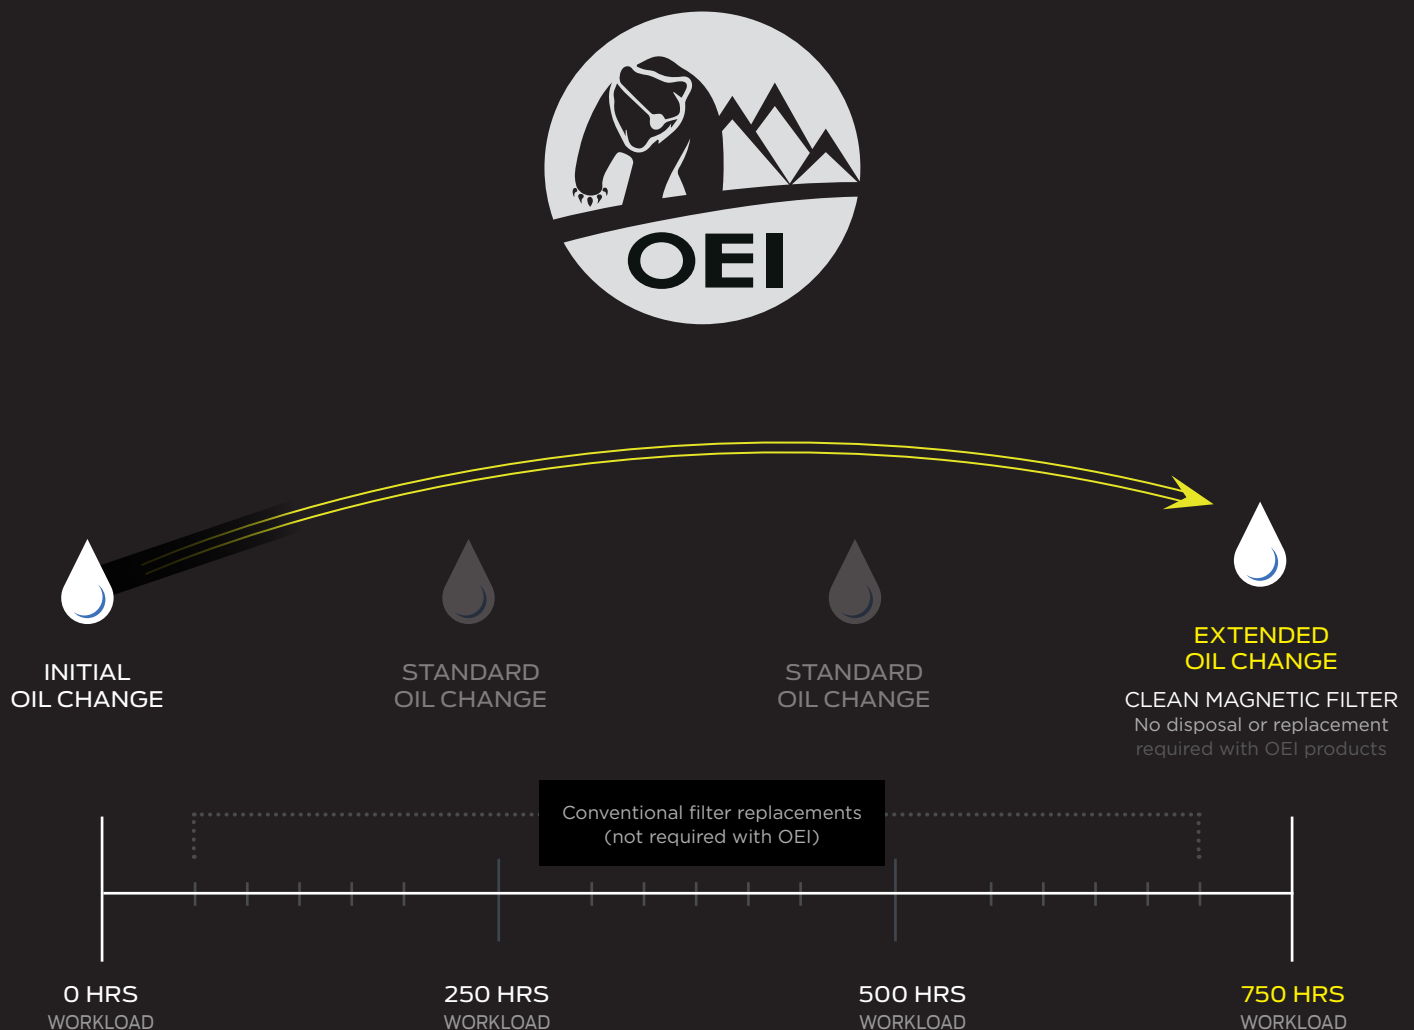 OEI
INITIAL
OIL CHANGE
STANDARD
OIL CHANGE
STANDARD
OIL CHANGE
EXTENDED
OIL CHANGE
CLEAN MAGNETIC FILTER
No disposal or replacement
required with OEI products
Conventional filter replacements
(not required with OEI)
0 HRS
WORKLOAD
250 HRS
WORKLOAD
500 HRS
WORKLOAD
750 HRS
WORKLOAD